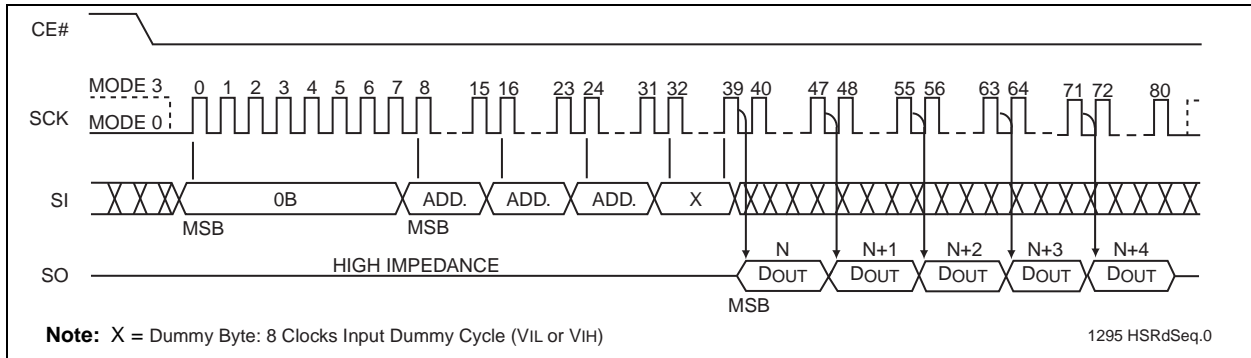 CE#
MODE 3 0 1 2 3 4 5 6 7 8 15 16 23 24 31 32 39 40 47 48 55 56 63 64 71 72 80
SCK MODE 0
SI 0B ADD. ADD. ADD. X
MSB MSB
N N+1 N+2 N+3 N+4
SO HIGH IMPEDANCE DOUT DOUT DOUT DOUT DOUT
MSB
Note: X = Dummy Byte: 8 Clocks Input Dummy Cycle (VIL or VIH) 1295 HSRdSeq.0